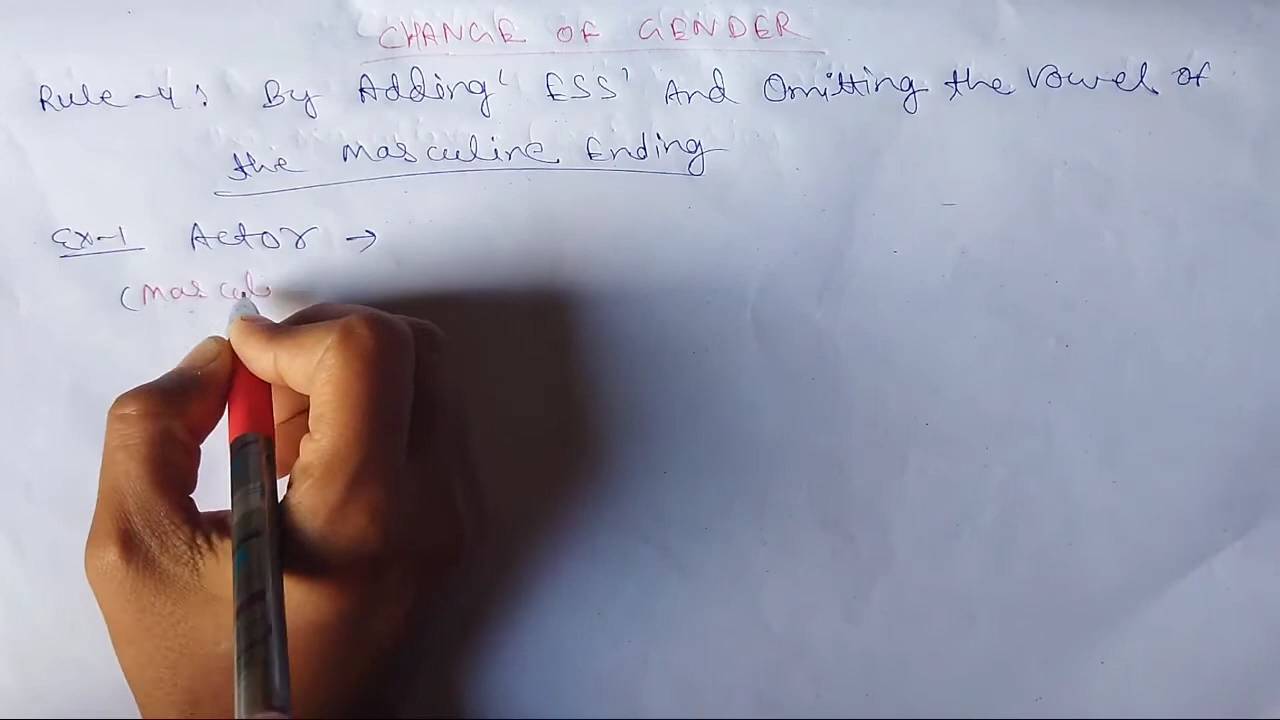 CHANGE OF GENDER
Rule-4: By Adding 'ESS' And Omitting the Vowel of
the Masculine Ending
Ex-1 Actor →
(Masculi